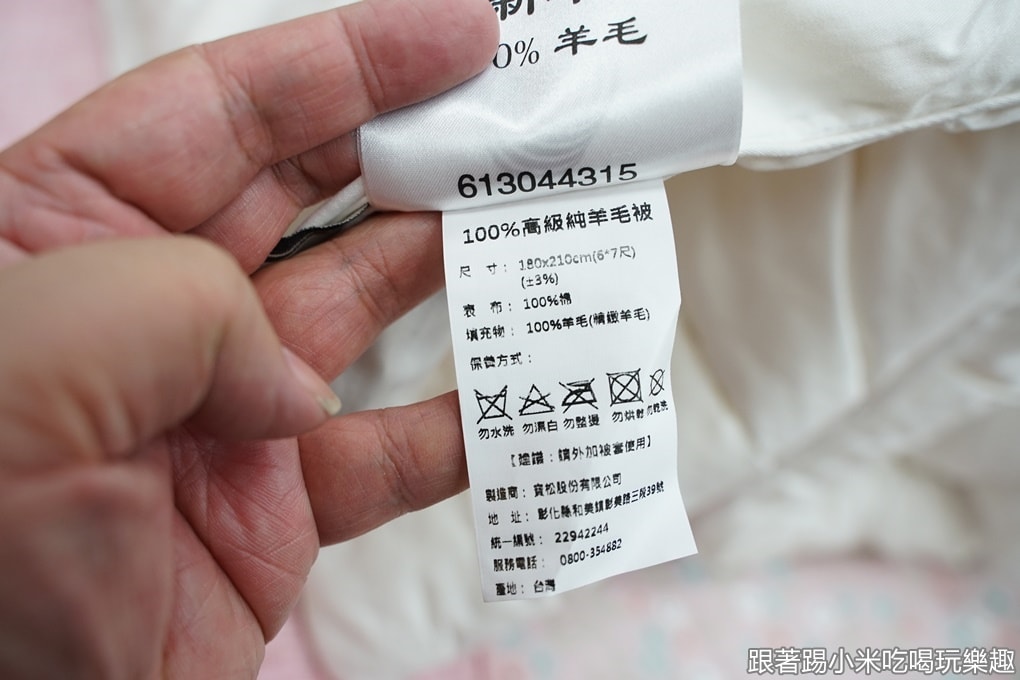 0% 羊毛
613044315
100%高級純羊毛被
尺 寸: 180x210cm(6*7尺)
(±3%)
表 布: 100%棉
填充物: 100%羊毛(精緻羊毛)
保養方式:
勿水洗 勿漂白 勿整燙 勿烘乾 勿乾洗
【建議:請外加被套使用】
製造商: 寶松股份有限公司
地 址: 彰化縣和美鎮彰美路三段39號
統一編號: 22942244
服務電話: 0800-354882
產地: 台灣
跟著踢小米吃喝玩樂趣